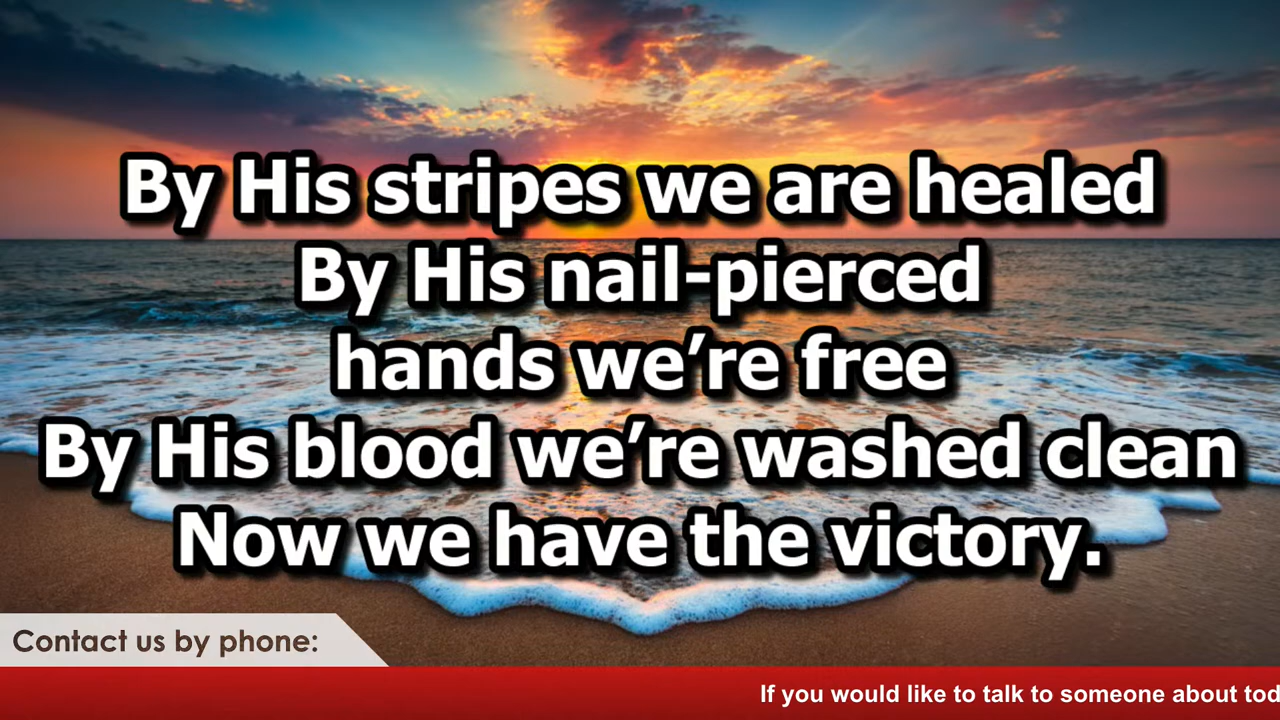 By His stripes we are healed
By His nail-pierced
hands we’re free
By His blood we’re washed clean
Now we have the victory.
Contact us by phone:
If you would like to talk to someone about